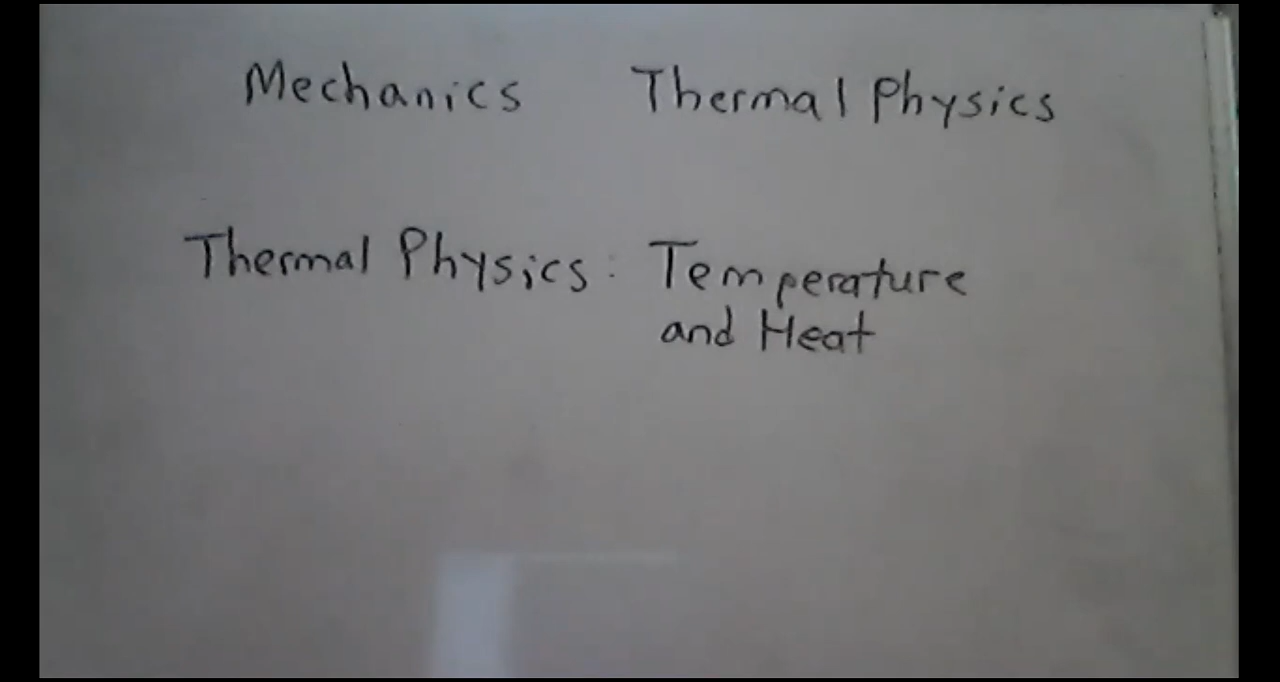 Mechanics Thermal Physics
Thermal Physics: Temperature
and Heat